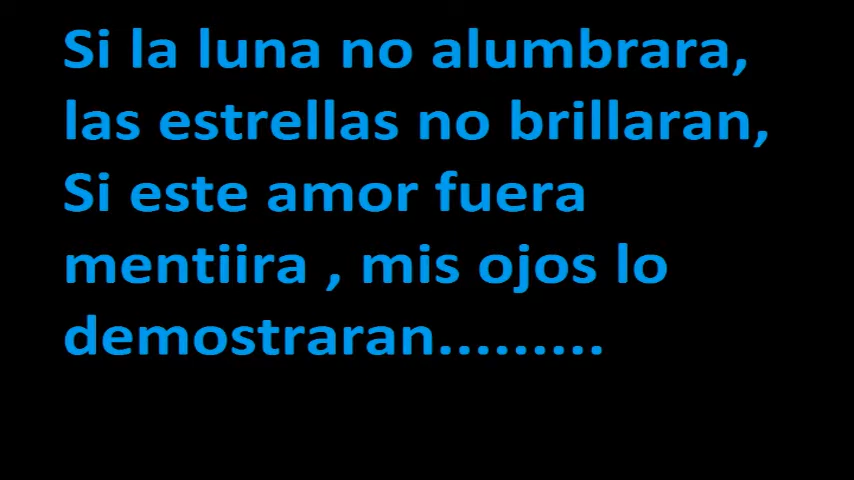 Si la luna no alumbrara,
las estrellas no brillaran,
Si este amor fuera
mentiira , mis ojos lo
demostraran.........